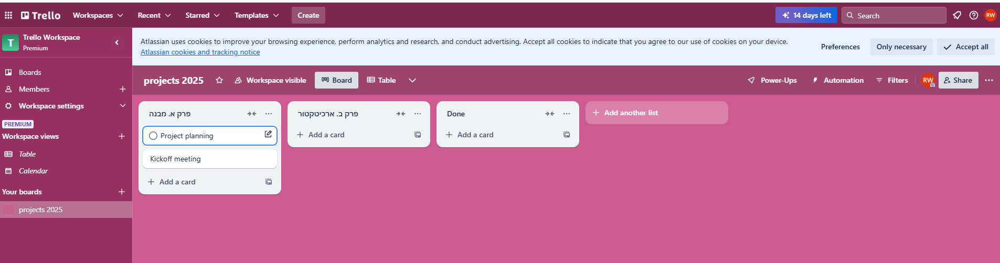 Trello Workspaces Recent Starred Templates Create 14 days left Search RW
T Trello Workspace
Premium
Atlassian uses cookies to improve your browsing experience, perform analytics and research, and conduct advertising. Accept all cookies to indicate that you agree to our use of cookies on your device.
Atlassian cookies and tracking notice
Preferences Only necessary Accept all
Boards
Members
Workspace settings
PREMIUM
Workspace views
Table
Calendar
Your boards
projects 2025
projects 2025 Workspace visible Board Table Power-Ups Automation Filters RW Share
פרק א. מבנה
Project planning
Kickoff meeting
Add a card
פרק ב. ארכיטקטור
Add a card
Done
Add a card
Add another list